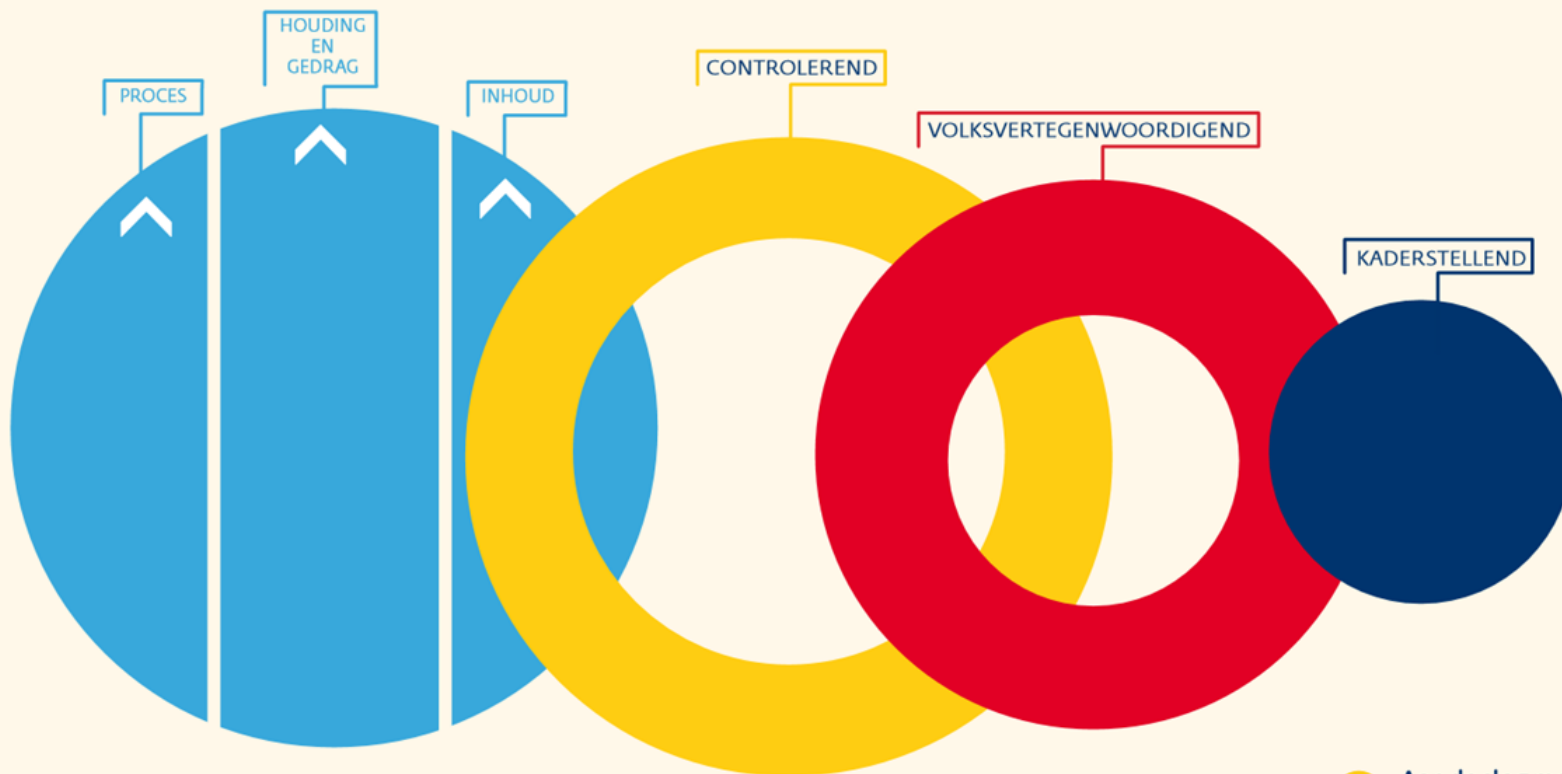 HOUDING
EN
GEDRAG
PROCES
INHOUD
CONTROLEREND
VOLKSVERTEGENWOORDIGEND
KADERSTELLEND